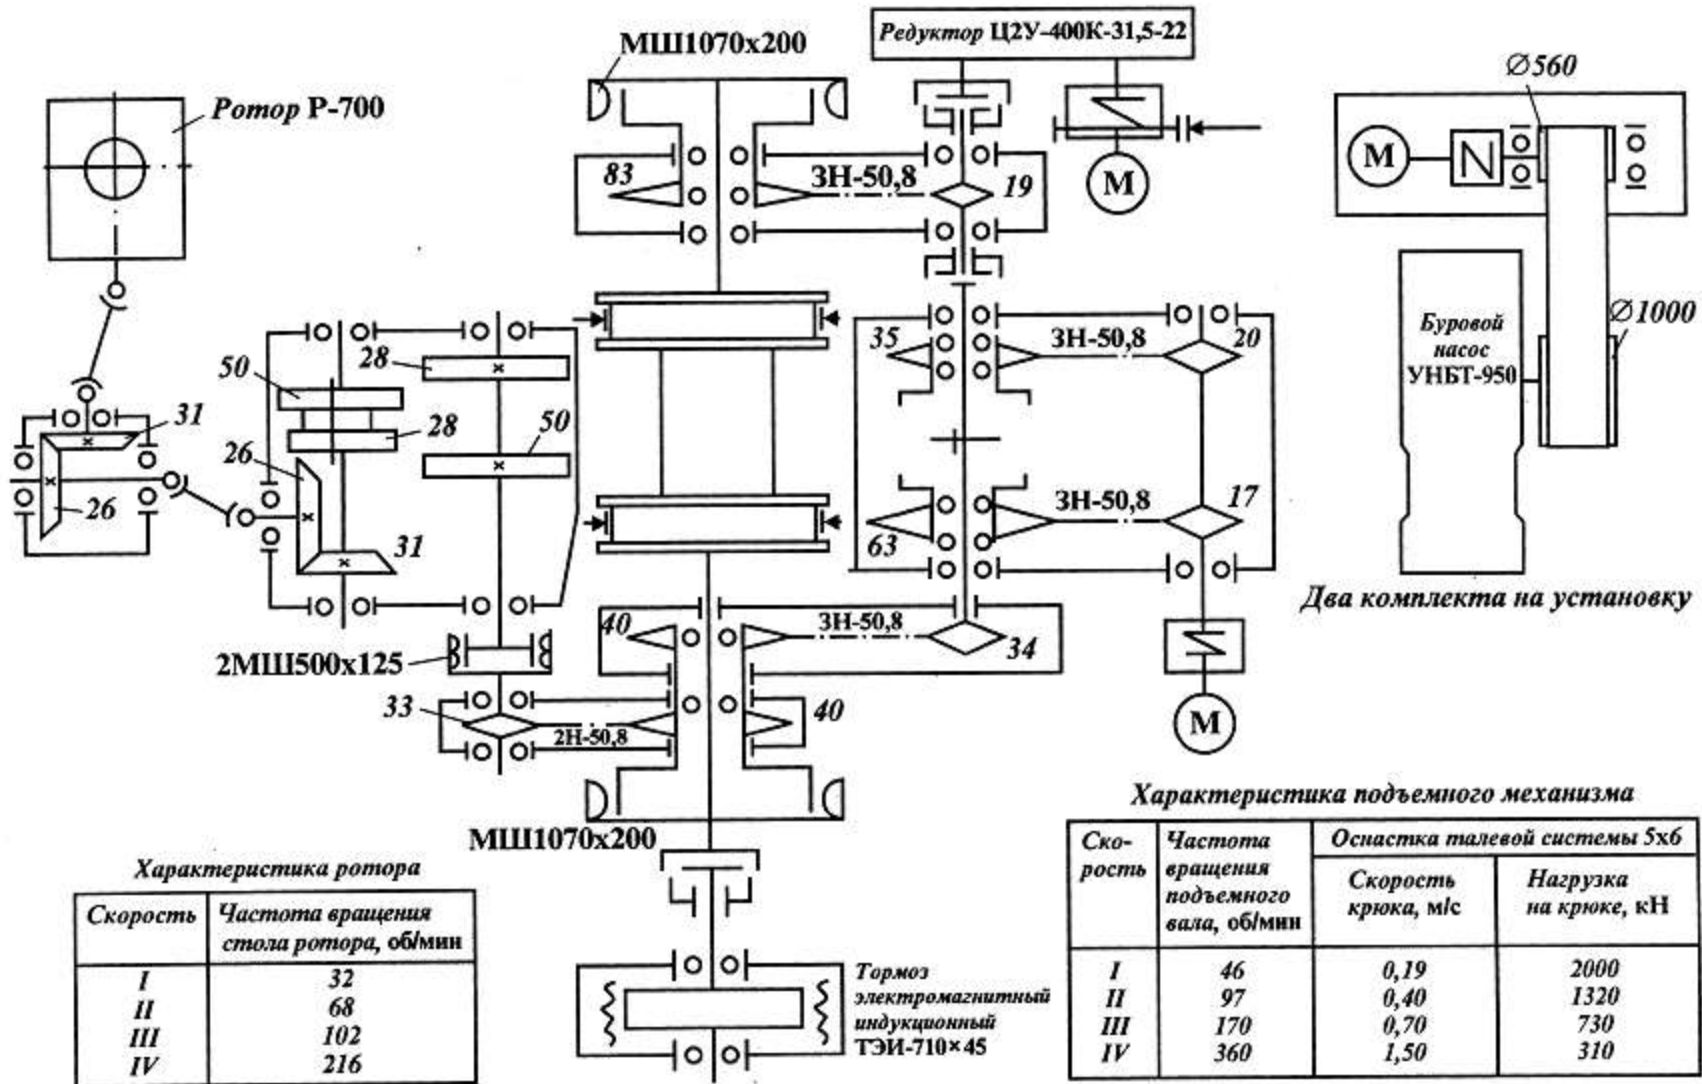 Редуктор Ц2У-400К-31,5-22
МШ1070х200
Ротор Р-700
83
ЗН-50,8
19
М
∅560
М
∅1000
Буровой
насос
УНБТ-950
Два комплекта на установку
35
ЗН-50,8
20
28
50
28
50
31
26
26
31
ЗН-50,8
17
63
40
ЗН-50,8
34
2МШ500х125
33
2Н-50,8
40
М
МШ1070х200
Тормоз
электромагнитный
индукционный
ТЭИ-710×45
Характеристика ротора
Скорость Частота вращения
стола ротора, об/мин
I 32
II 68
III 102
IV 216
Характеристика подъемного механизма
Ско-
рость
Частота
вращения
подъемного
вала, об/мин
Оснастка талевой системы 5х6
Скорость
крюка, м/с
Нагрузка
на крюке, кН
I 46 0,19 2000
II 97 0,40 1320
III 170 0,70 730
IV 360 1,50 310